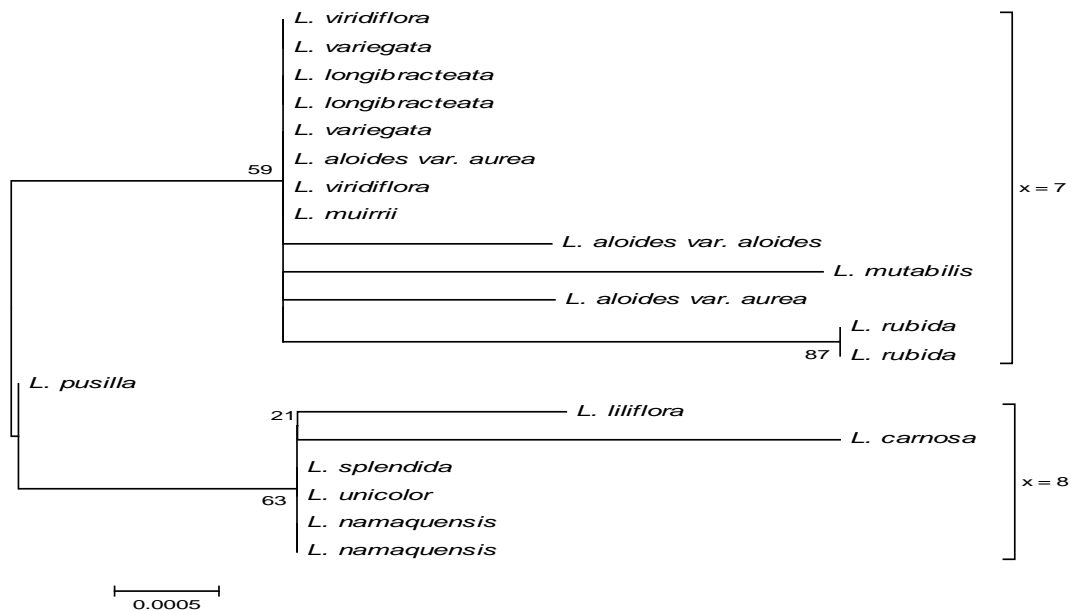 L. viridiflora
L. variegata
L. longibracteata
L. longibracteata
L. variegata
59
L. aloides var. aurea
L. viridiflora
x = 7
L. muirrii
L. aloides var. aloides
L. mutabilis
L. aloides var. aurea
L. rubida
87
L. rubida
L. pusilla
21
L. liliflora
L. carnosa
L. splendida
x = 8
63
L. unicolor
L. namaquensis
L. namaquensis
0.0005